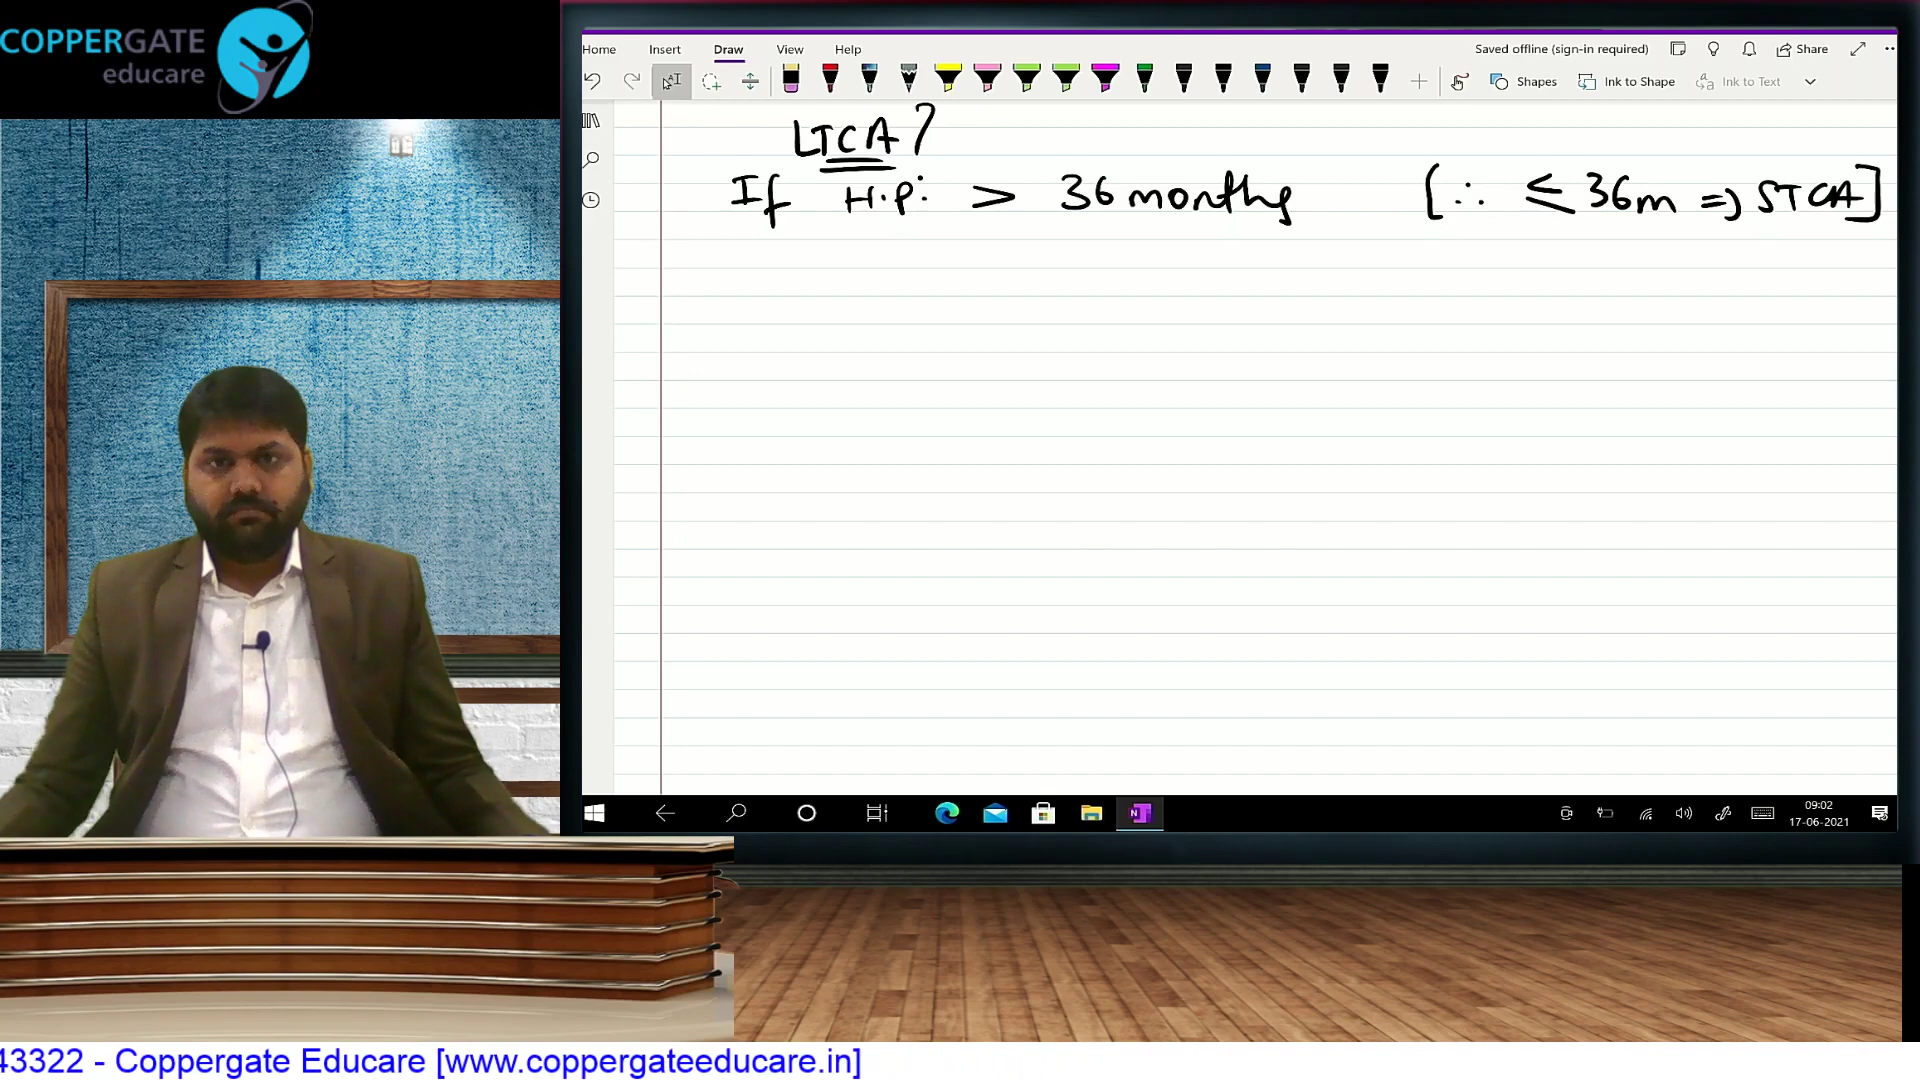 COPPERGATE
educare
Home Insert Draw View Help Saved offline (sign-in required) Share
Shapes Ink to Shape Ink to Text
LTCA?
If H.p: > 36 months [∴ ≤ 36m => STCA]
09:02
17-06-2021
43322 - Coppergate Educare [www.coppergateeducare.in]